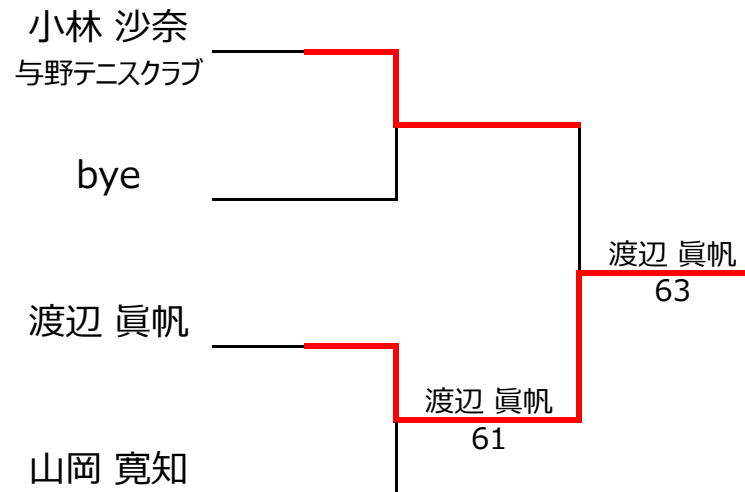 小林 沙奈
与野テニスクラブ
bye
渡辺 眞帆
63
渡辺 眞帆
渡辺 眞帆
61
山岡 寛知